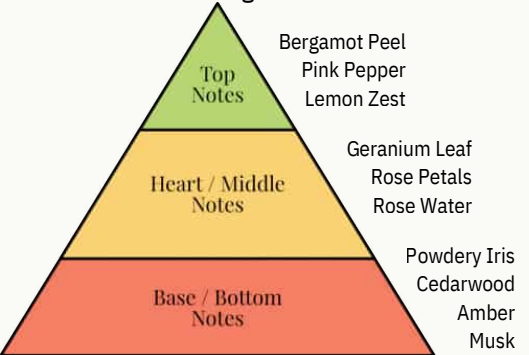 Top
Notes
Bergamot Peel
Pink Pepper
Lemon Zest
Heart / Middle
Notes
Geranium Leaf
Rose Petals
Rose Water
Base / Bottom
Notes
Powdery Iris
Cedarwood
Amber
Musk